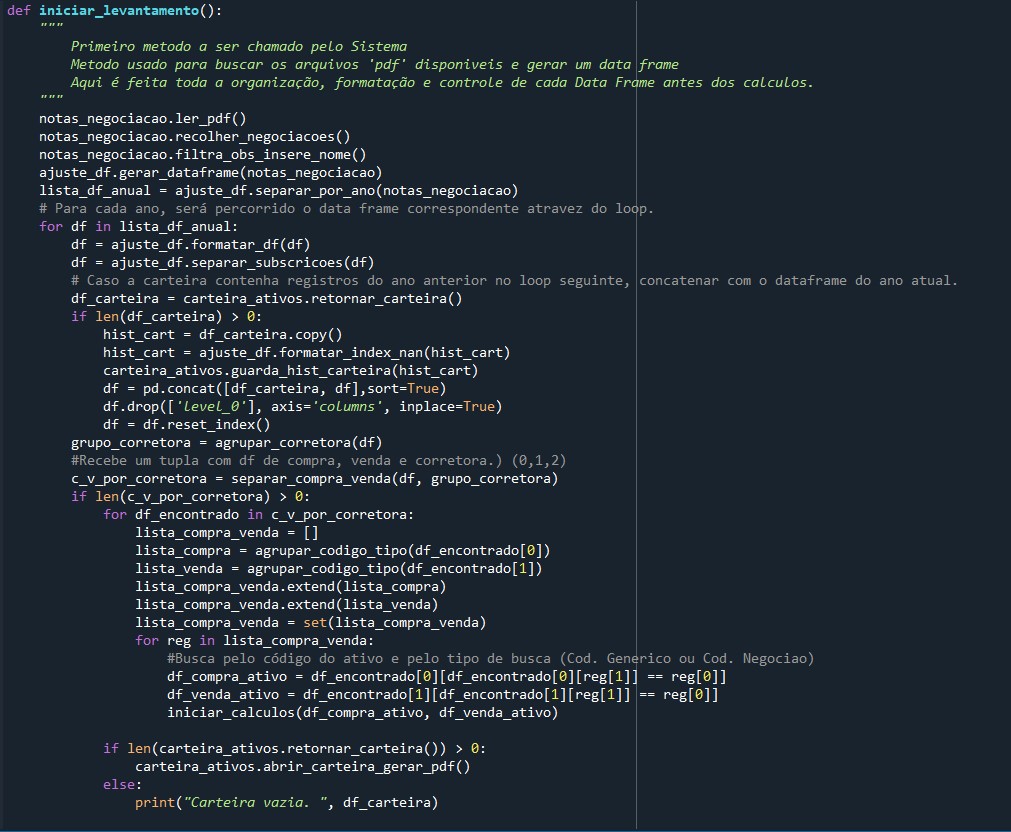 def iniciar_levantamento():
    """
        Primeiro metodo a ser chamado pelo Sistema
        Metodo usado para buscar os arquivos 'pdf' disponiveis e gerar um data frame
        Aqui é feita toda a organização, formatação e controle de cada Data Frame antes dos calculos.
    """
    notas_negociacao.ler_pdf()
    notas_negociacao.recolher_negociacoes()
    notas_negociacao.filtra_obs_insere_nome()
    ajuste_df.gerar_dataframe(notas_negociacao)
    lista_df_anual = ajuste_df.separar_por_ano(notas_negociacao)
    # Para cada ano, será percorrido o data frame correspondente atravez do loop.
    for df in lista_df_anual:
        df = ajuste_df.formatar_df(df)
        df = ajuste_df.separar_subscricoes(df)
        # Caso a carteira contenha registros do ano anterior no loop seguinte, concatenar com o dataframe do ano atual.
        df_carteira = carteira_ativos.retornar_carteira()
        if len(df_carteira) > 0:
            hist_cart = df_carteira.copy()
            hist_cart = ajuste_df.formatar_index_nan(hist_cart)
            carteira_ativos.guarda_hist_carteira(hist_cart)
            df = pd.concat([df_carteira, df],sort=True)
            df.drop(['level_0'], axis='columns', inplace=True)
            df = df.reset_index()
        grupo_corretora = agrupar_corretora(df)
        #Recebe um tupla com df de compra, venda e corretora.) (0,1,2)
        c_v_por_corretora = separar_compra_venda(df, grupo_corretora)
        if len(c_v_por_corretora) > 0:
            for df_encontrado in c_v_por_corretora:
                lista_compra_venda = []
                lista_compra = agrupar_codigo_tipo(df_encontrado[0])
                lista_venda = agrupar_codigo_tipo(df_encontrado[1])
                lista_compra_venda.extend(lista_compra)
                lista_compra_venda.extend(lista_venda)
                lista_compra_venda = set(lista_compra_venda)
                for reg in lista_compra_venda:
                    #Busca pelo código do ativo e pelo tipo de busca (Cod. Generico ou Cod. Negociao)
                    df_compra_ativo = df_encontrado[0][df_encontrado[0][reg[1]] == reg[0]]
                    df_venda_ativo = df_encontrado[1][df_encontrado[1][reg[1]] == reg[0]]
                    iniciar_calculos(df_compra_ativo, df_venda_ativo)

            if len(carteira_ativos.retornar_carteira()) > 0:
                carteira_ativos.abrir_carteira_gerar_pdf()
            else:
                print("Carteira vazia. ", df_carteira)